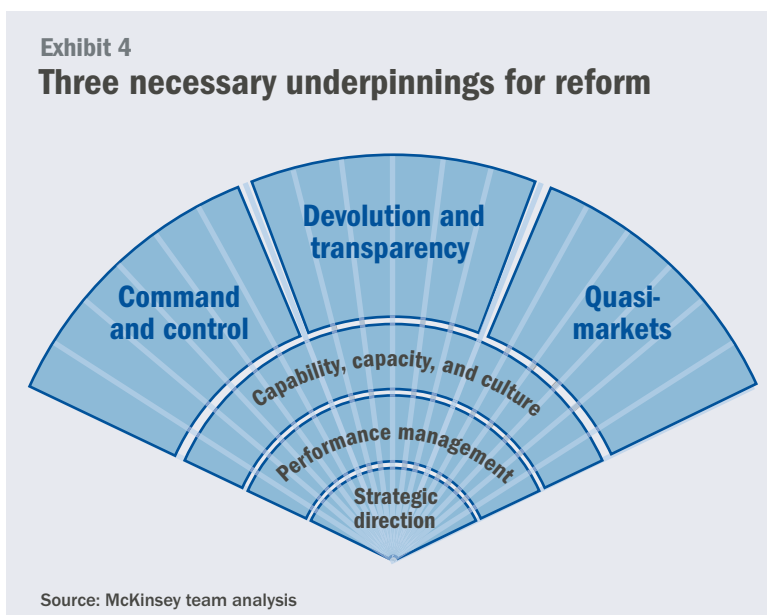 Exhibit 4
Three necessary underpinnings for reform
Devolution and
transparency
Command
and control
Quasi-
markets
Capability, capacity, and culture
Performance management
Strategic
direction
Source: McKinsey team analysis